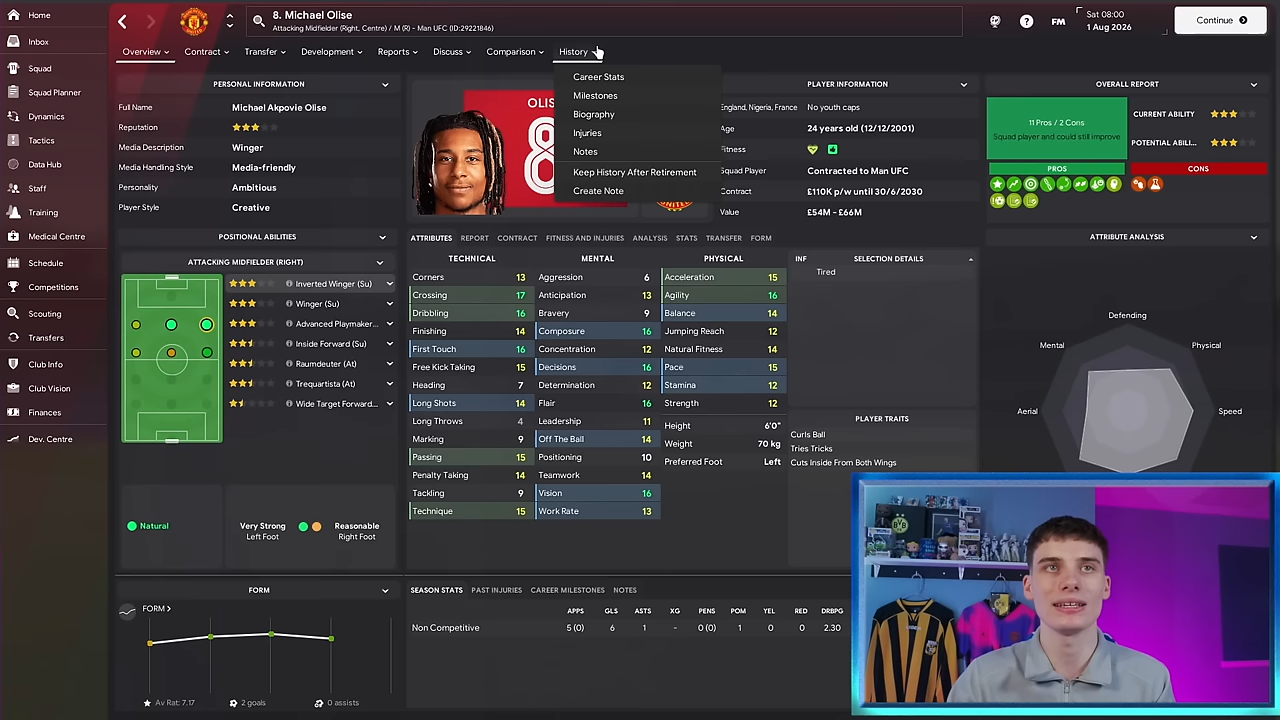 Home
Inbox
Squad
Squad Planner
Dynamics
Tactics
Data Hub
Staff
Training
Medical Centre
Schedule
Competitions
Scouting
Transfers
Club Info
Club Vision
Finances
Dev. Centre
8. Michael Olise
Attacking Midfielder (Right, Centre) / M (R) - Man UFC (ID:29221846)
FM
Sat 08:00
1 Aug 2026
Continue
Overview
Contract
Transfer
Development
Reports
Discuss
Comparison
History
Career Stats
Milestones
Biography
Injuries
Notes
Keep History After Retirement
Create Note
PERSONAL INFORMATION
Full Name Michael Akpovie Olise
Reputation
Media Description Winger
Media Handling Style Media-friendly
Personality Ambitious
Player Style Creative
OLIS
8
PLAYER INFORMATION
England, Nigeria, France No youth caps
Age 24 years old (12/12/2001)
Fitness
Squad Player Contracted to Man UFC
Contract £110K p/w until 30/6/2030
Value £54M - £66M
OVERALL REPORT
11 Pros / 2 Cons
Squad player and could still improve
CURRENT ABILITY
POTENTIAL ABILI...
PROS CONS
POSITIONAL ABILITIES
ATTACKING MIDFIELDER (RIGHT)
Inverted Winger (Su)
Winger (Su)
Advanced Playmaker...
Inside Forward (Su)
Raumdeuter (At)
Trequartista (At)
Wide Target Forward...
Natural
Very Strong
Left Foot
Reasonable
Right Foot
ATTRIBUTES REPORT CONTRACT FITNESS AND INJURIES ANALYSIS STATS TRANSFER FORM
TECHNICAL
Corners 13
Crossing 17
Dribbling 16
Finishing 14
First Touch 16
Free Kick Taking 15
Heading 7
Long Shots 14
Long Throws 4
Marking 9
Passing 15
Penalty Taking 14
Tackling 9
Technique 15
MENTAL
Aggression 6
Anticipation 13
Bravery 9
Composure 16
Concentration 12
Decisions 16
Determination 12
Flair 16
Leadership 11
Off The Ball 14
Positioning 10
Teamwork 14
Vision 16
Work Rate 13
PHYSICAL
Acceleration 15
Agility 16
Balance 14
Jumping Reach 12
Natural Fitness 14
Pace 15
Stamina 12
Strength 12
Height 6'0"
Weight 70 kg
Preferred Foot Left
INF SELECTION DETAILS
Tired
PLAYER TRAITS
Curls Ball
Tries Tricks
Cuts Inside From Both Wings
ATTRIBUTE ANALYSIS
Defending
Mental
Physical
Aerial
Speed
FORM
FORM
Av Rat: 7.17
2 goals
0 assists
SEASON STATS PAST INJURIES CAREER MILESTONES NOTES
APPS GLS ASTS XG PENS POM YEL RED DRBPG
Non Competitive 5 (0) 6 1 - 0 (0) 1 0 0 2.30
BVB
09